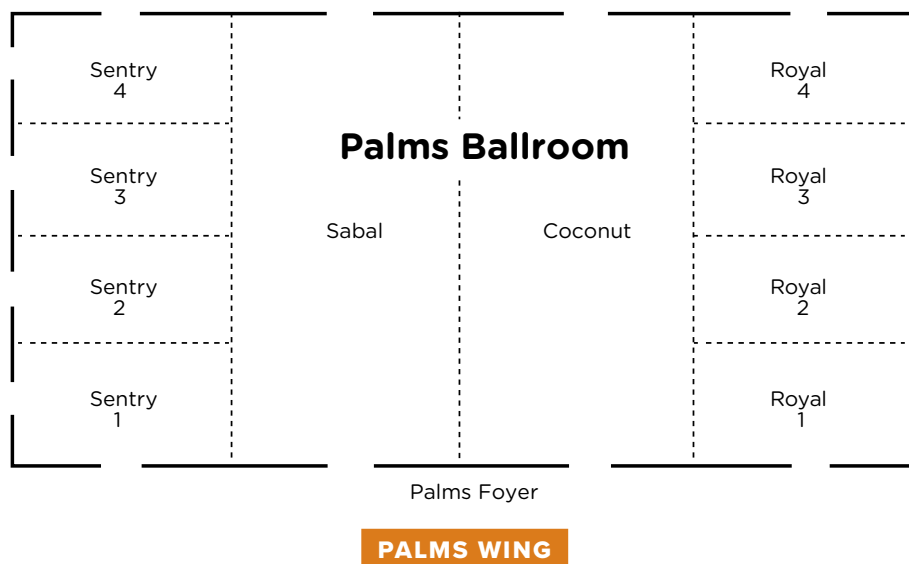 Sentry
4
Royal
4
Palms Ballroom
Sentry
3
Royal
3
Sabal
Coconut
Sentry
2
Royal
2
Sentry
1
Royal
1
Palms Foyer
PALMS WING